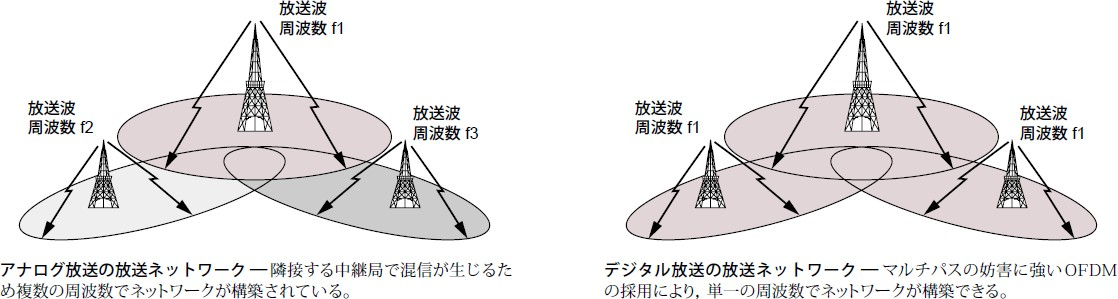 放送波
周波数 f1
放送波
周波数 f2
放送波
周波数 f3
アナログ放送の放送ネットワーク ― 隣接する中継局で混信が生じるた
め複数の周波数でネットワークが構築されている。
放送波
周波数 f1
放送波
周波数 f1
放送波
周波数 f1
デジタル放送の放送ネットワーク ― マルチパスの妨害に強い OFDM
の採用により，単一の周波数でネットワークが構築できる。